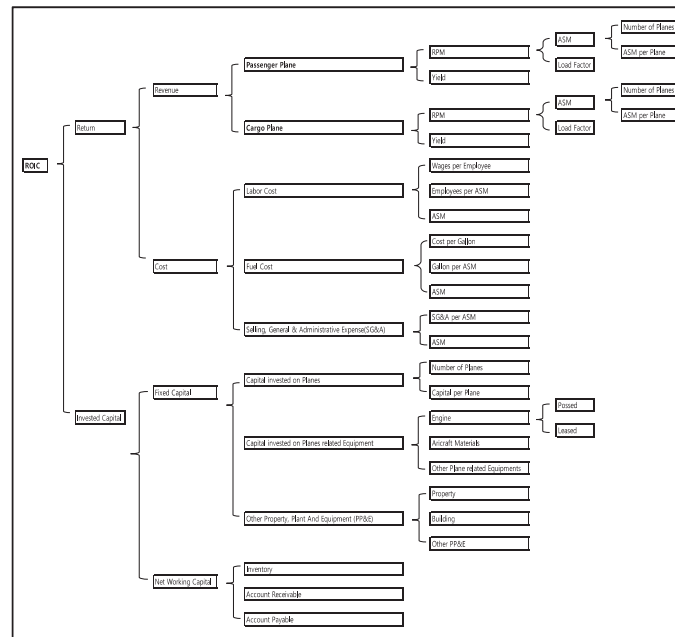 ROIC
Return
Revenue
Passenger Plane
RPM
ASM
Number of Planes
ASM per Plane
Load Factor
Yield
Cargo Plane
RPM
ASM
Number of Planes
ASM per Plane
Load Factor
Yield
Cost
Labor Cost
Wages per Employee
Employees per ASM
ASM
Fuel Cost
Cost per Gallon
Gallon per ASM
ASM
Selling, General & Administrative Expense(SG&A)
SG&A per ASM
ASM
Invested Capital
Fixed Capital
Capital invested on Planes
Number of Planes
Capital per Plane
Capital invested on Planes related Equipment
Engine
Possed
Leased
Aricraft Materials
Other Plane related Equipments
Other Property, Plant And Equipment (PP&E)
Property
Building
Other PP&E
Net Working Capital
Inventory
Account Receivable
Account Payable